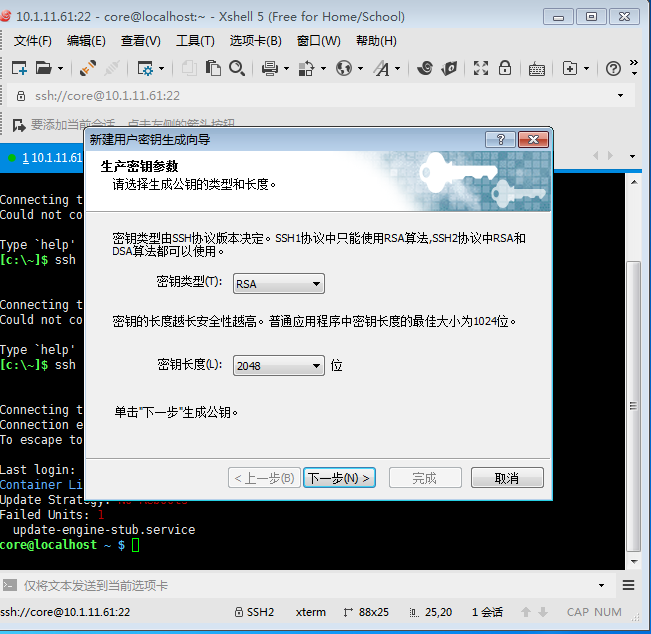 10.1.11.61:22 - core@localhost:~ - Xshell 5 (Free for Home/School)
文件(F) 编辑(E) 查看(V) 工具(T) 选项卡(B) 窗口(W) 帮助(H)
ssh://core@10.1.11.61:22
要添加当前会话，点击左侧的箭头按钮
1 10.1.11.61
新建用户密钥生成向导
生产密钥参数
请选择生成公钥的类型和长度。
密钥类型由SSH协议版本决定。SSH1协议中只能使用RSA算法,SSH2协议中RSA和
DSA算法都可以使用。
密钥类型(T): RSA
密钥的长度越长安全性越高。普通应用程序中密钥长度的最佳大小为1024位。
密钥长度(L): 2048 位
单击"下一步"生成公钥。
< 上一步(B) 下一步(N) > 完成 取消
Connecting t
Could not co
Type `help'
[c:\~]$ ssh
Connecting t
Could not co
Type `help'
[c:\~]$ ssh
Connecting t
Connection e
To escape to
Last login:
Container Li
Update Strategy:
Failed Units: 1
update-engine-stub.service
core@localhost ~ $
仅将文本发送到当前选项卡
ssh://core@10.1.11.61:22 SSH2 xterm 88x25 25,20 1 会话 CAP NUM